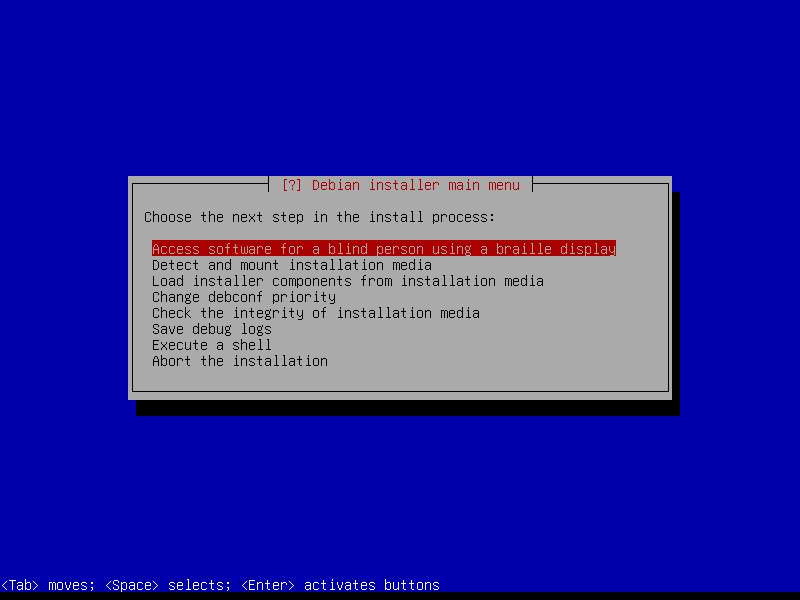 [?] Debian installer main menu
Choose the next step in the install process:
Access software for a blind person using a braille display
Detect and mount installation media
Load installer components from installation media
Change debconf priority
Check the integrity of installation media
Save debug logs
Execute a shell
Abort the installation
<Tab> moves; <Space> selects; <Enter> activates buttons